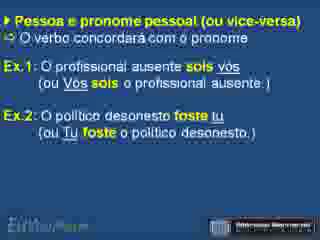 Pessoa e pronome pessoal (ou vice-versa)
⇨ O verbo concordará com o pronome.
Ex.1: O profissional ausente sois vós
(ou Vós sois o profissional ausente.)
Ex.2: O político desonesto foste tu
(ou Tu foste o político desonesto.)